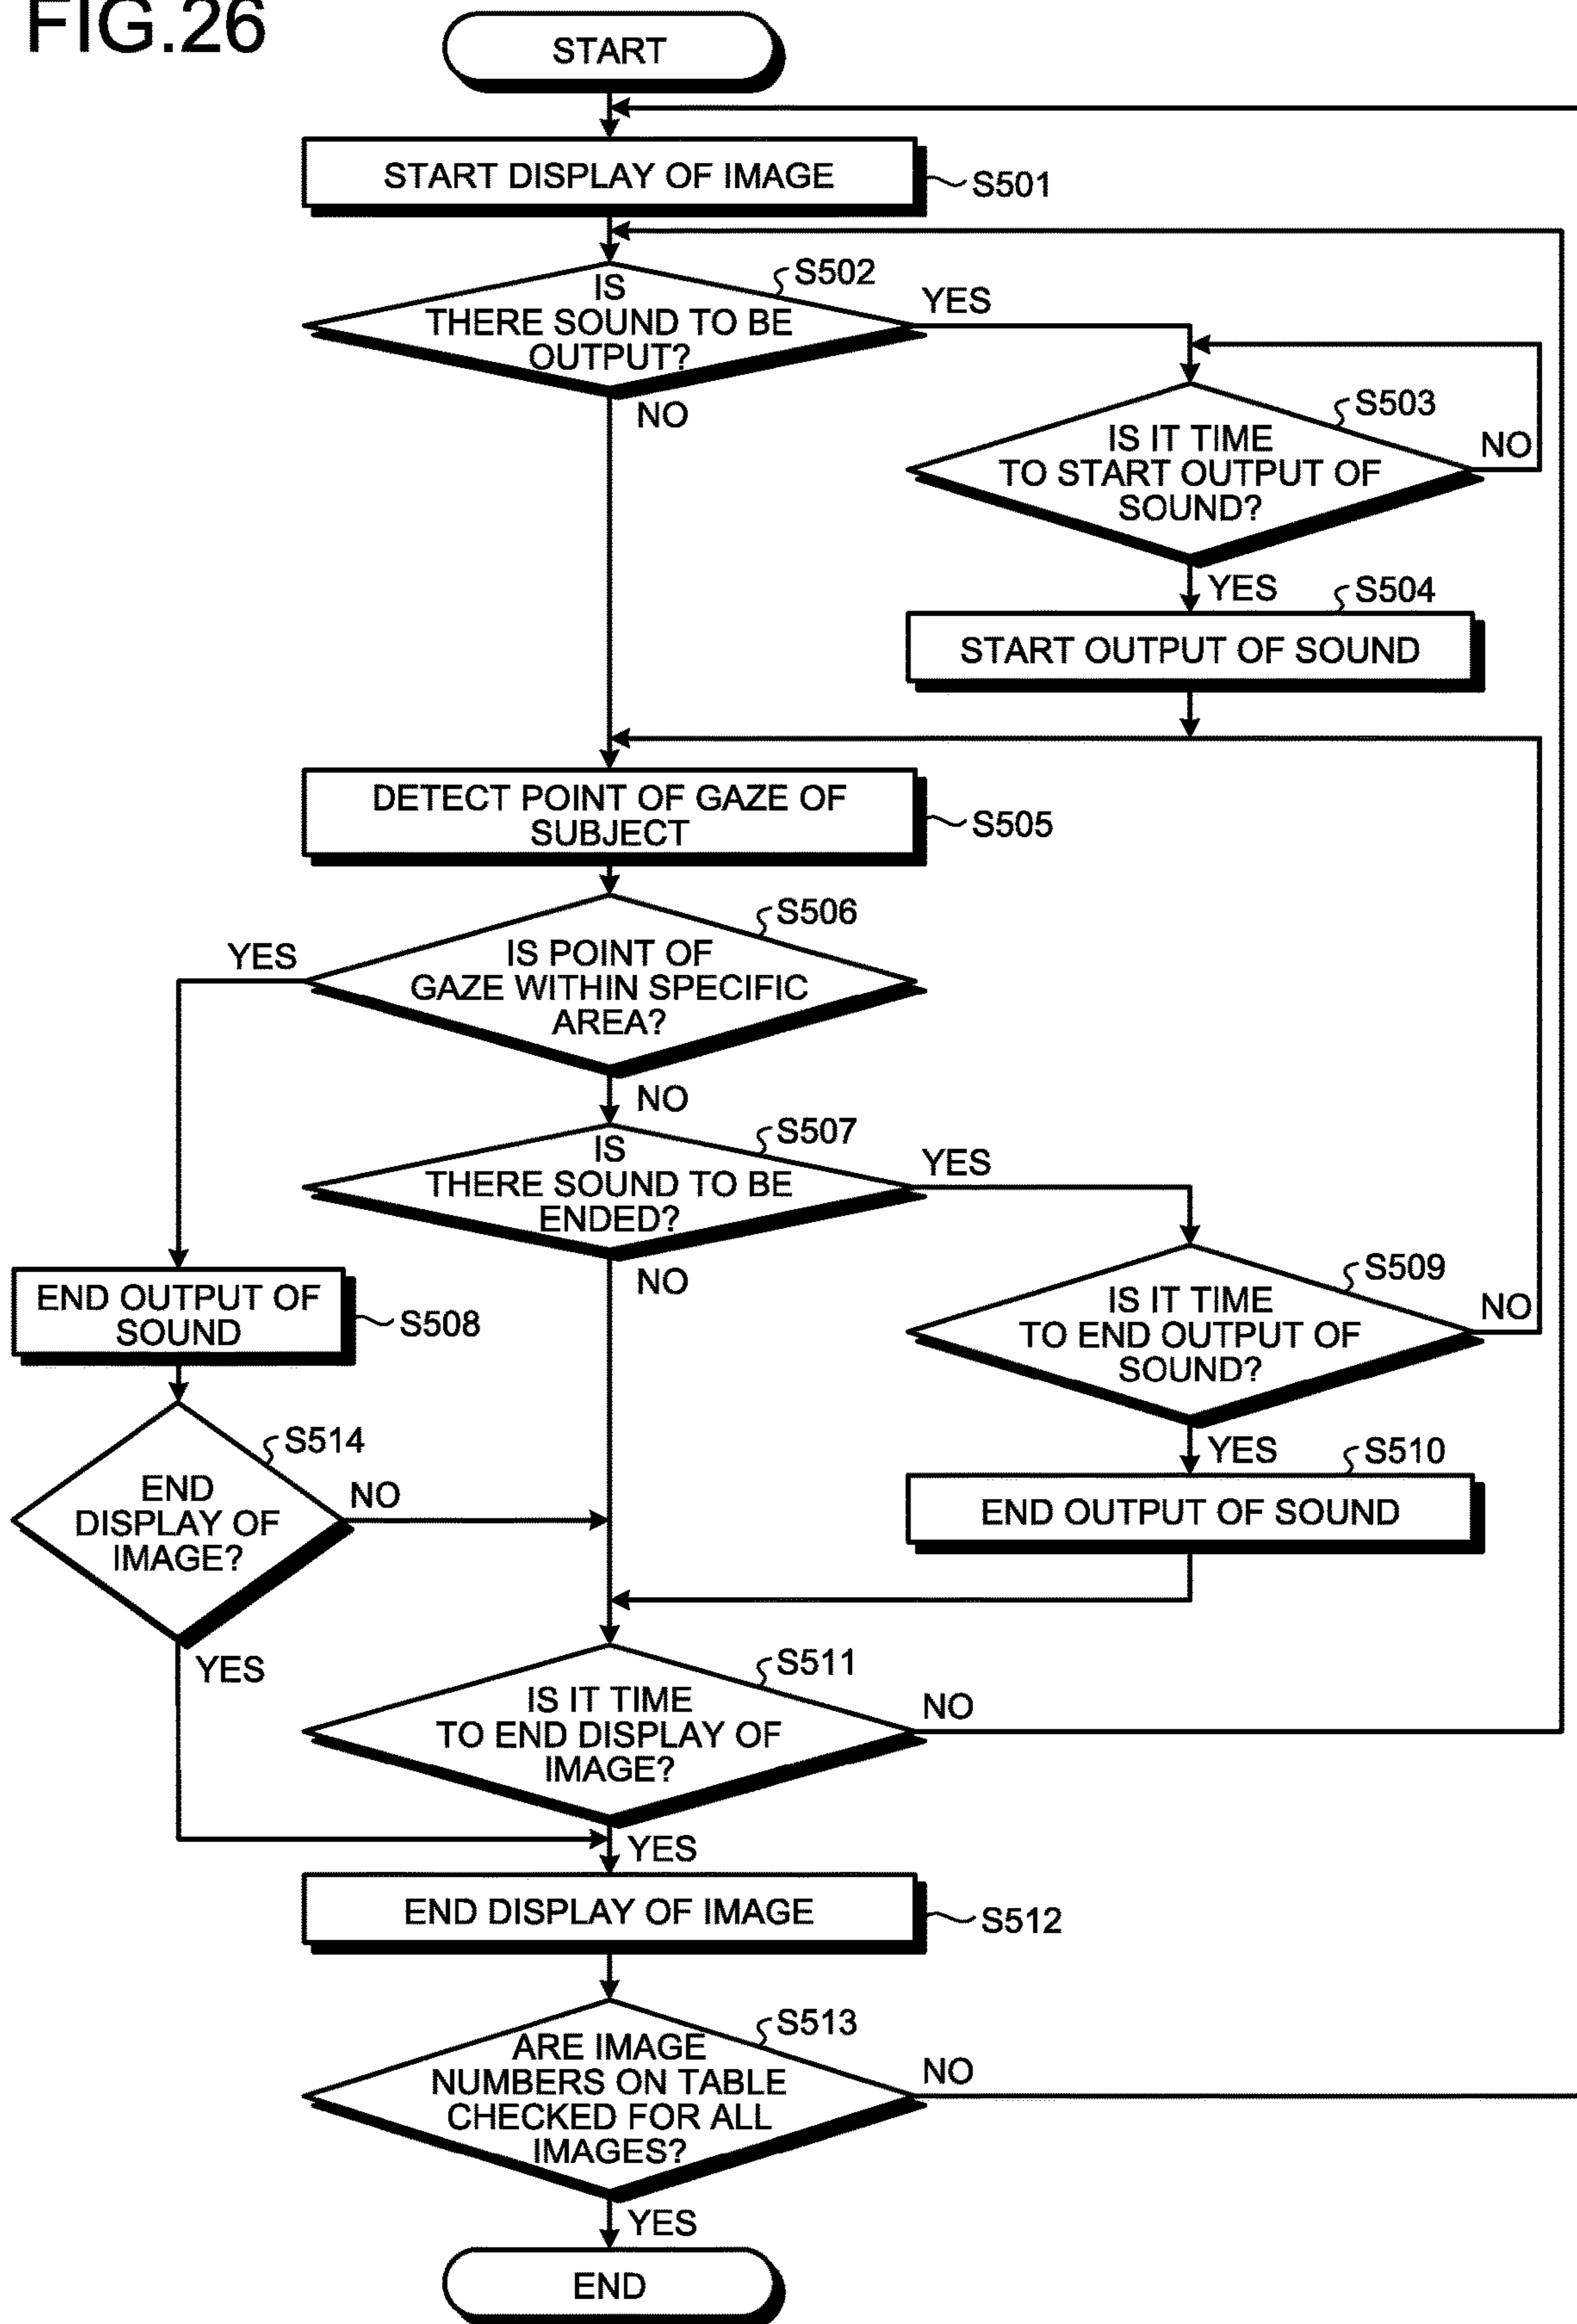 FIG.26
START
START DISPLAY OF IMAGE
S501
S502
IS
THERE SOUND TO BE
OUTPUT?
YES
NO
S503
IS IT TIME
TO START OUTPUT OF
SOUND?
NO
YES
S504
START OUTPUT OF SOUND
DETECT POINT OF GAZE OF
SUBJECT
S505
S506
YES
IS POINT OF
GAZE WITHIN SPECIFIC
AREA?
NO
S507
IS
THERE SOUND TO BE
ENDED?
YES
NO
END OUTPUT OF
SOUND
S508
S509
IS IT TIME
TO END OUTPUT OF
SOUND?
NO
YES
S510
END OUTPUT OF SOUND
S514
END
DISPLAY OF
IMAGE?
NO
YES
S511
IS IT TIME
TO END DISPLAY OF
IMAGE?
NO
YES
END DISPLAY OF IMAGE
S512
S513
ARE IMAGE
NUMBERS ON TABLE
CHECKED FOR ALL
IMAGES?
NO
YES
END